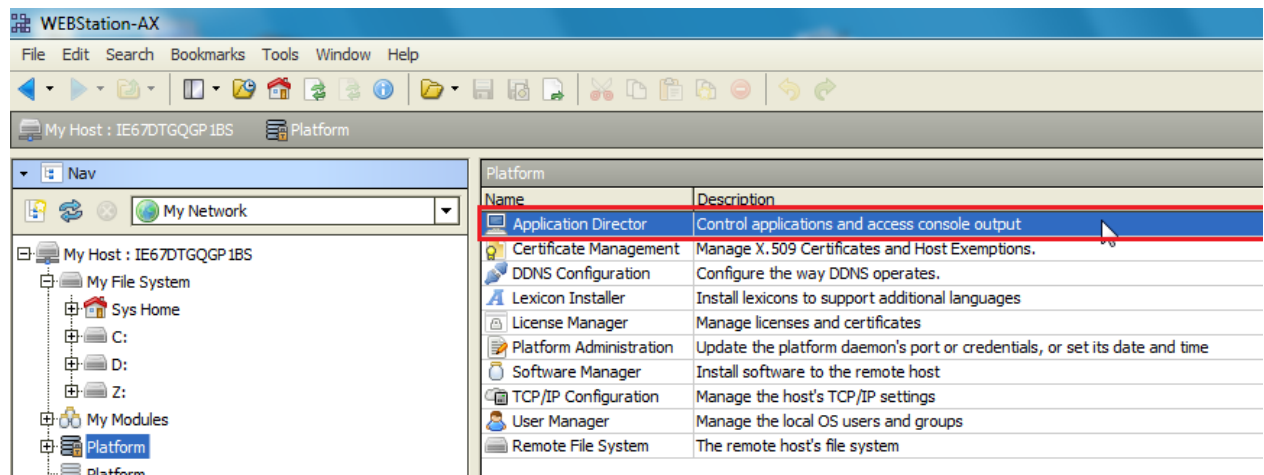 WEBStation-AX
File Edit Search Bookmarks Tools Window Help
My Host : IE67DTGQGP1BS Platform
Nav
My Network
My Host : IE67DTGQGP1BS
My File System
Sys Home
C:
D:
Z:
My Modules
Platform
Platform
Platform
Name Description
Application Director Control applications and access console output
Certificate Management Manage X.509 Certificates and Host Exemptions.
DDNS Configuration Configure the way DDNS operates.
Lexicon Installer Install lexicons to support additional languages
License Manager Manage licenses and certificates
Platform Administration Update the platform daemon's port or credentials, or set its date and time
Software Manager Install software to the remote host
TCP/IP Configuration Manage the host's TCP/IP settings
User Manager Manage the local OS users and groups
Remote File System The remote host's file system